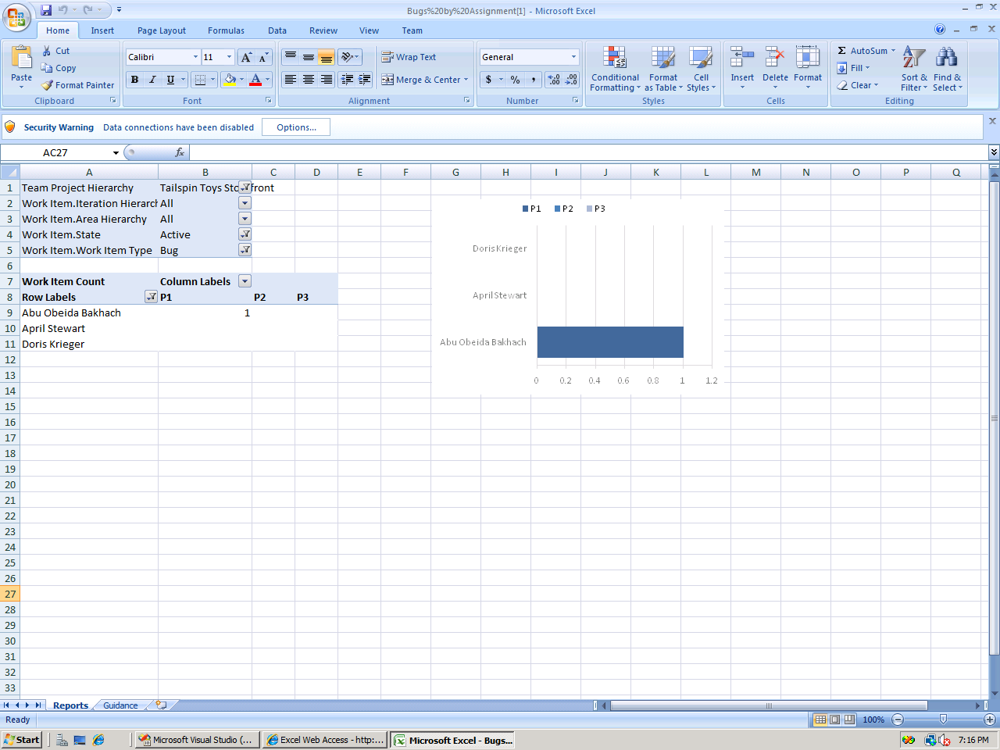 Bugs%20by%20Assignment[1] - Microsoft Excel
Home Insert Page Layout Formulas Data Review View Team
Paste Cut Copy Format Painter
Calibri 11 B I U
Wrap Text Merge & Center
General $ % , .00 .00
Conditional Formatting Format as Table Cell Styles
Insert Delete Format
Σ AutoSum Fill Clear Sort & Filter Find & Select
Clipboard Font Alignment Number Styles Cells Editing
Security Warning Data connections have been disabled Options...
AC27 fx
A B C D E F G H I J K L M N O P Q
1 Team Project Hierarchy Tailspin Toys Sto front
2 Work Item.Iteration Hierarch All
3 Work Item.Area Hierarchy All
4 Work Item.State Active
5 Work Item.Work Item Type Bug
6
7 Work Item Count Column Labels
8 Row Labels P1 P2 P3
9 Abu Obeida Bakhach 1
10 April Stewart
11 Doris Krieger
12
13
14
15
16
17
18
19
20
21
22
23
24
25
26
27
28
29
30
31
32
33
P1 P2 P3
Doris Krieger
April Stewart
Abu Obeida Bakhach
0 0.2 0.4 0.6 0.8 1 1.2
Reports Guidance
Ready 100%
Start Microsoft Visual Studio (... Excel Web Access - http:... Microsoft Excel - Bugs... 7:16 PM